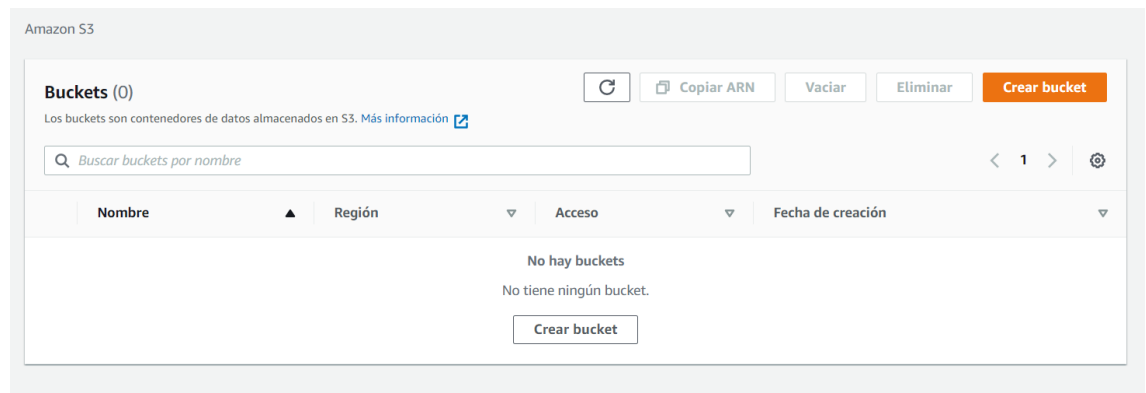 Amazon S3
Buckets (0)
Copiar ARN
Vaciar
Eliminar
Crear bucket
Los buckets son contenedores de datos almacenados en S3. Más información
Buscar buckets por nombre
1
Nombre Región Acceso Fecha de creación
No hay buckets
No tiene ningún bucket.
Crear bucket